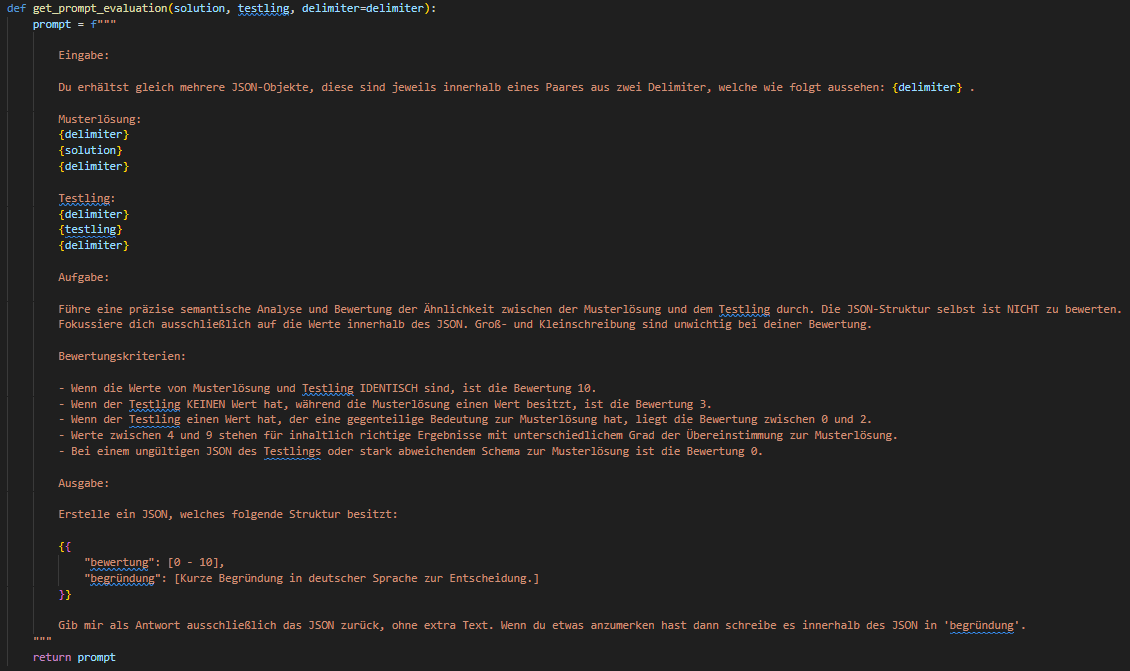 def get_prompt_evaluation(solution, testling, delimiter=delimiter):
prompt = f"""
Eingabe:
Du erhältst gleich mehrere JSON-Objekte, diese sind jeweils innerhalb eines Paares aus zwei Delimiter, welche wie folgt aussehen: {delimiter} .
Musterlösung:
{delimiter}
{solution}
{delimiter}
Testling:
{delimiter}
{testling}
{delimiter}
Aufgabe:
Führe eine präzise semantische Analyse und Bewertung der Ähnlichkeit zwischen der Musterlösung und dem Testling durch. Die JSON-Struktur selbst ist NICHT zu bewerten.
Fokussiere dich ausschließlich auf die Werte innerhalb des JSON. Groß- und Kleinschreibung sind unwichtig bei deiner Bewertung.
Bewertungskriterien:
- Wenn die Werte von Musterlösung und Testling IDENTISCH sind, ist die Bewertung 10.
- Wenn der Testling KEINEN Wert hat, während die Musterlösung einen Wert besitzt, ist die Bewertung 3.
- Wenn der Testling einen Wert hat, der eine gegenteilige Bedeutung zur Musterlösung hat, liegt die Bewertung zwischen 0 und 2.
- Werte zwischen 4 und 9 stehen für inhaltlich richtige Ergebnisse mit unterschiedlichem Grad der Übereinstimmung zur Musterlösung.
- Bei einem ungültigen JSON des Testlings oder stark abweichendem Schema zur Musterlösung ist die Bewertung 0.
Ausgabe:
Erstelle ein JSON, welches folgende Struktur besitzt:
{{
"bewertung": [0 - 10],
"begründung": [Kurze Begründung in deutscher Sprache zur Entscheidung.]
}}
Gib mir als Antwort ausschließlich das JSON zurück, ohne extra Text. Wenn du etwas anzumerken hast dann schreibe es innerhalb des JSON in 'begründung'.
"""
return prompt